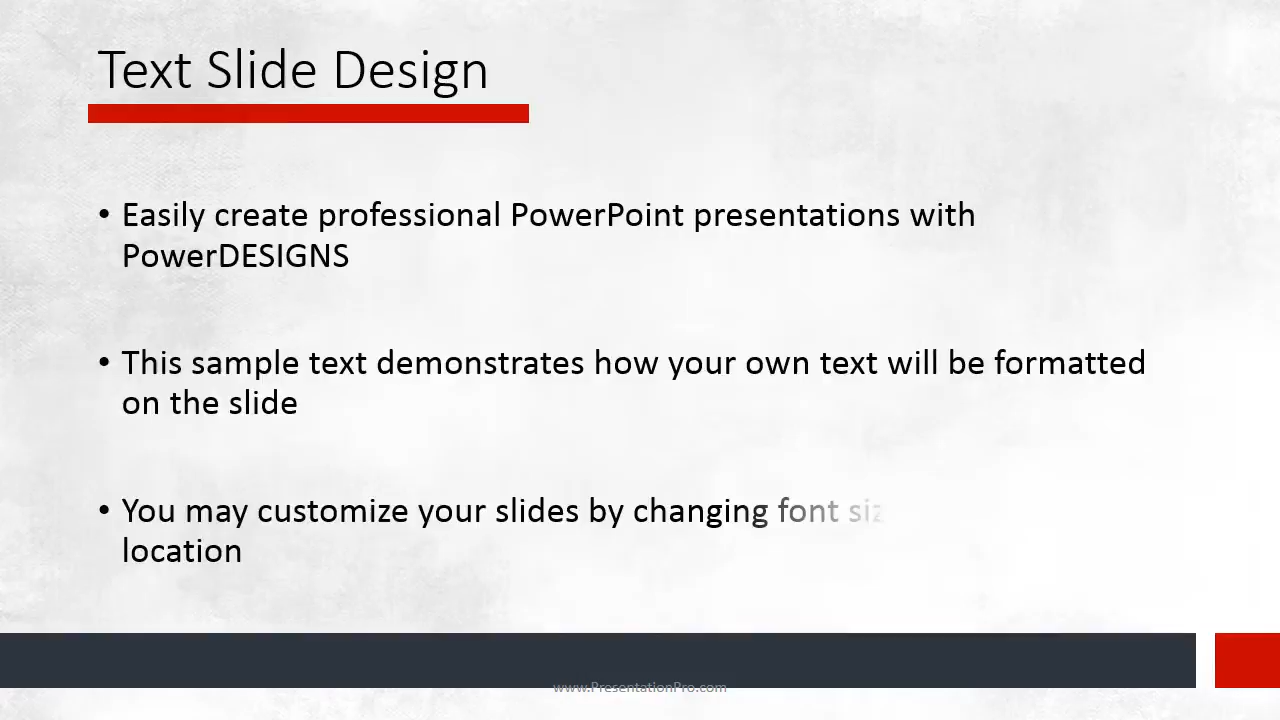 Text Slide Design
• Easily create professional PowerPoint presentations with
PowerDESIGNS
• This sample text demonstrates how your own text will be formatted
on the slide
• You may customize your slides by changing font
location
www.PresentationPro.com